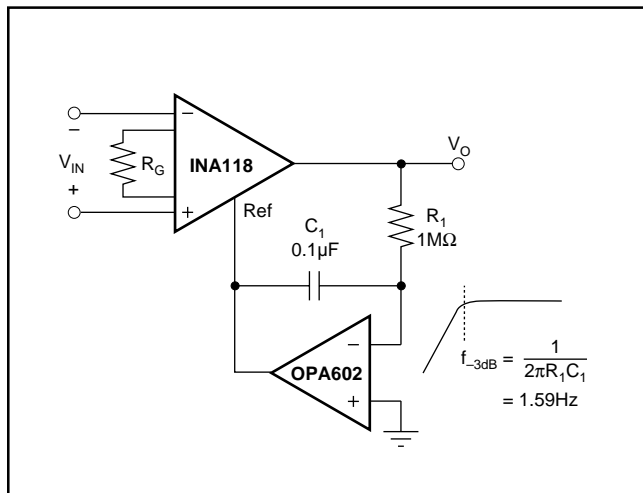 −
V_IN
+
R_G
−
INA118
+
Ref
V_O
C_1
0.1µF
R_1
1MΩ
−
OPA602
+
f_−3dB = 1 / 2πR_1C_1
= 1.59Hz